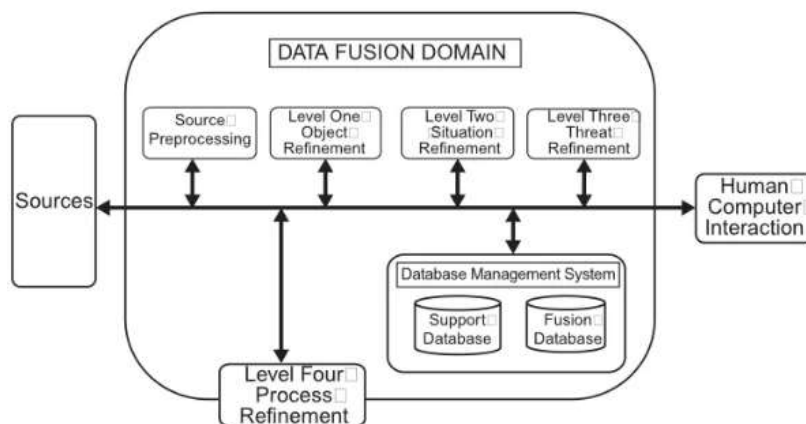 DATA FUSION DOMAIN
Source
Preprocessing
Level One
Object
Refinement
Level Two
Situation
Refinement
Level Three
Threat
Refinement
Sources
Human
Computer
Interaction
Database Management System
Support
Database
Fusion
Database
Level Four
Process
Refinement